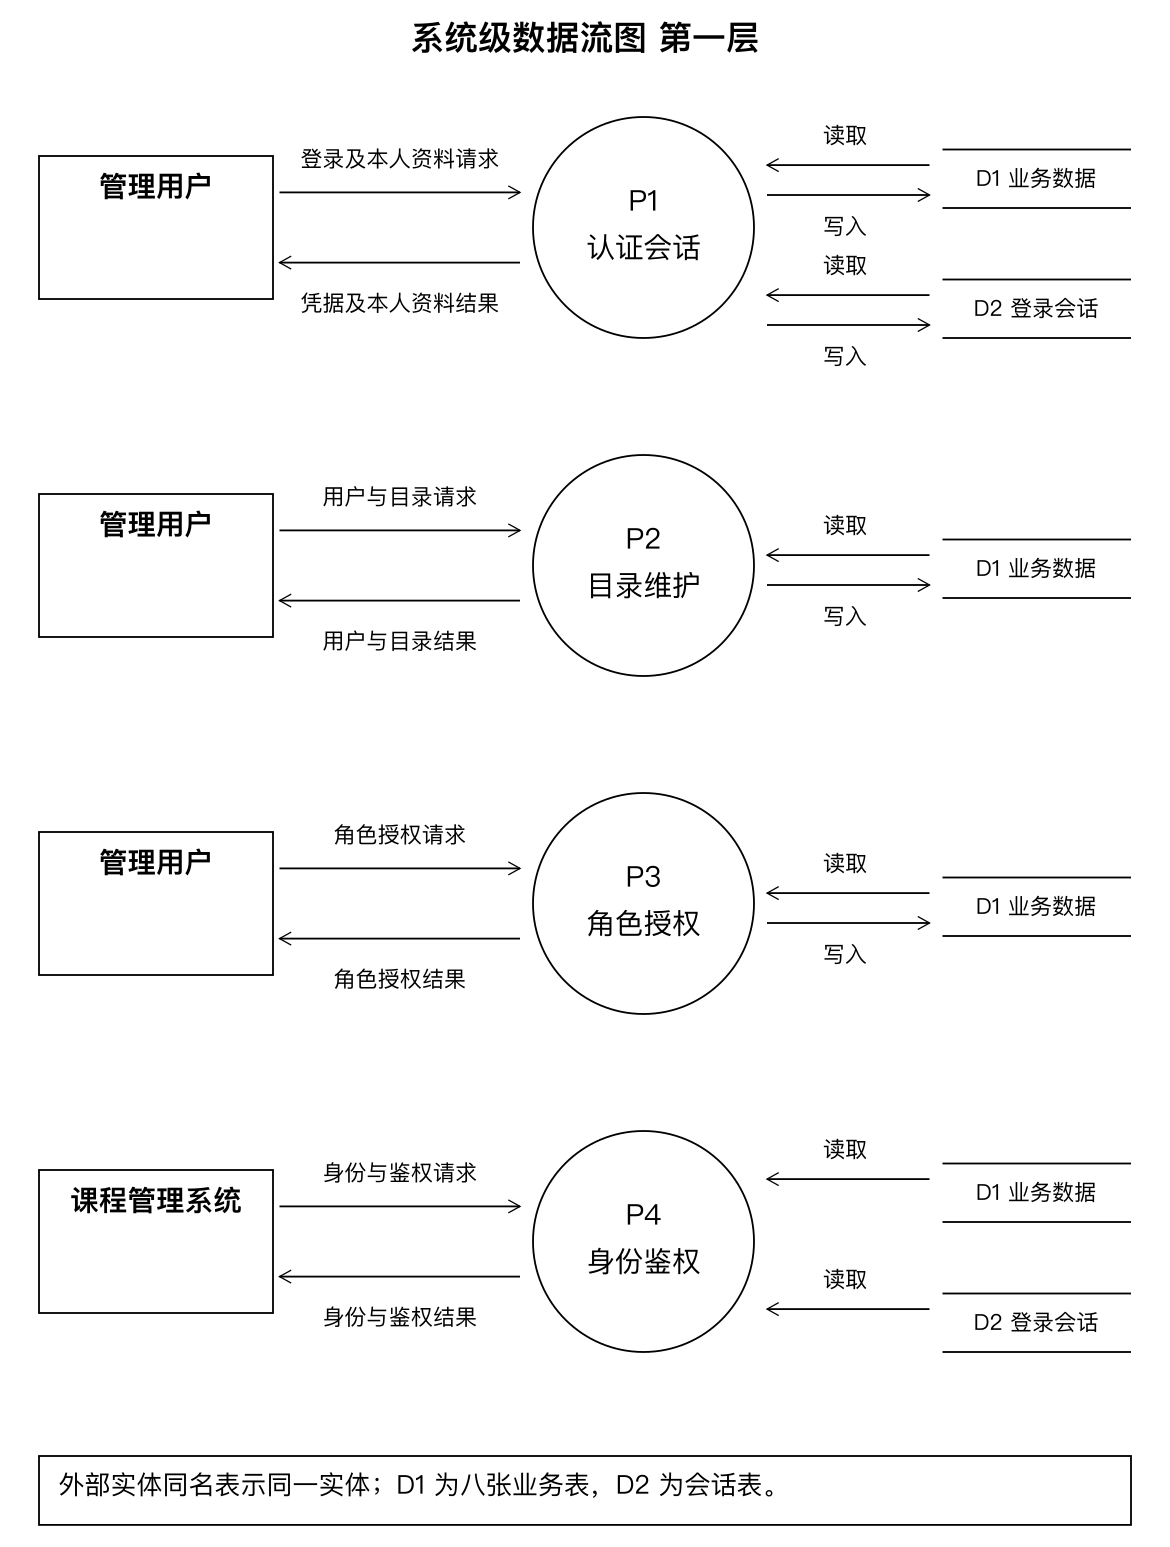 系统级数据流图 第一层
管理用户
登录及本人资料请求
凭据及本人资料结果
P1
认证会话
读取
D1 业务数据
写入
读取
D2 登录会话
写入
管理用户
用户与目录请求
用户与目录结果
P2
目录维护
读取
D1 业务数据
写入
管理用户
角色授权请求
角色授权结果
P3
角色授权
读取
D1 业务数据
写入
课程管理系统
身份与鉴权请求
身份与鉴权结果
P4
身份鉴权
读取
D1 业务数据
读取
D2 登录会话
外部实体同名表示同一实体；D1 为八张业务表，D2 为会话表。